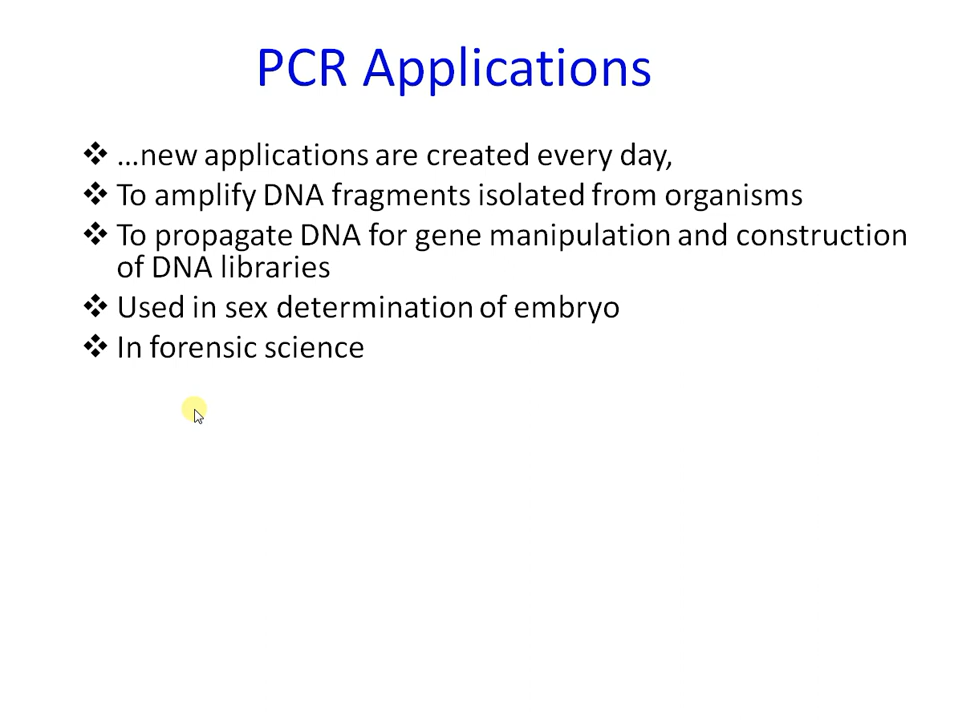 PCR Applications
❖ ...new applications are created every day,
❖ To amplify DNA fragments isolated from organisms
❖ To propagate DNA for gene manipulation and construction
of DNA libraries
❖ Used in sex determination of embryo
❖ In forensic science